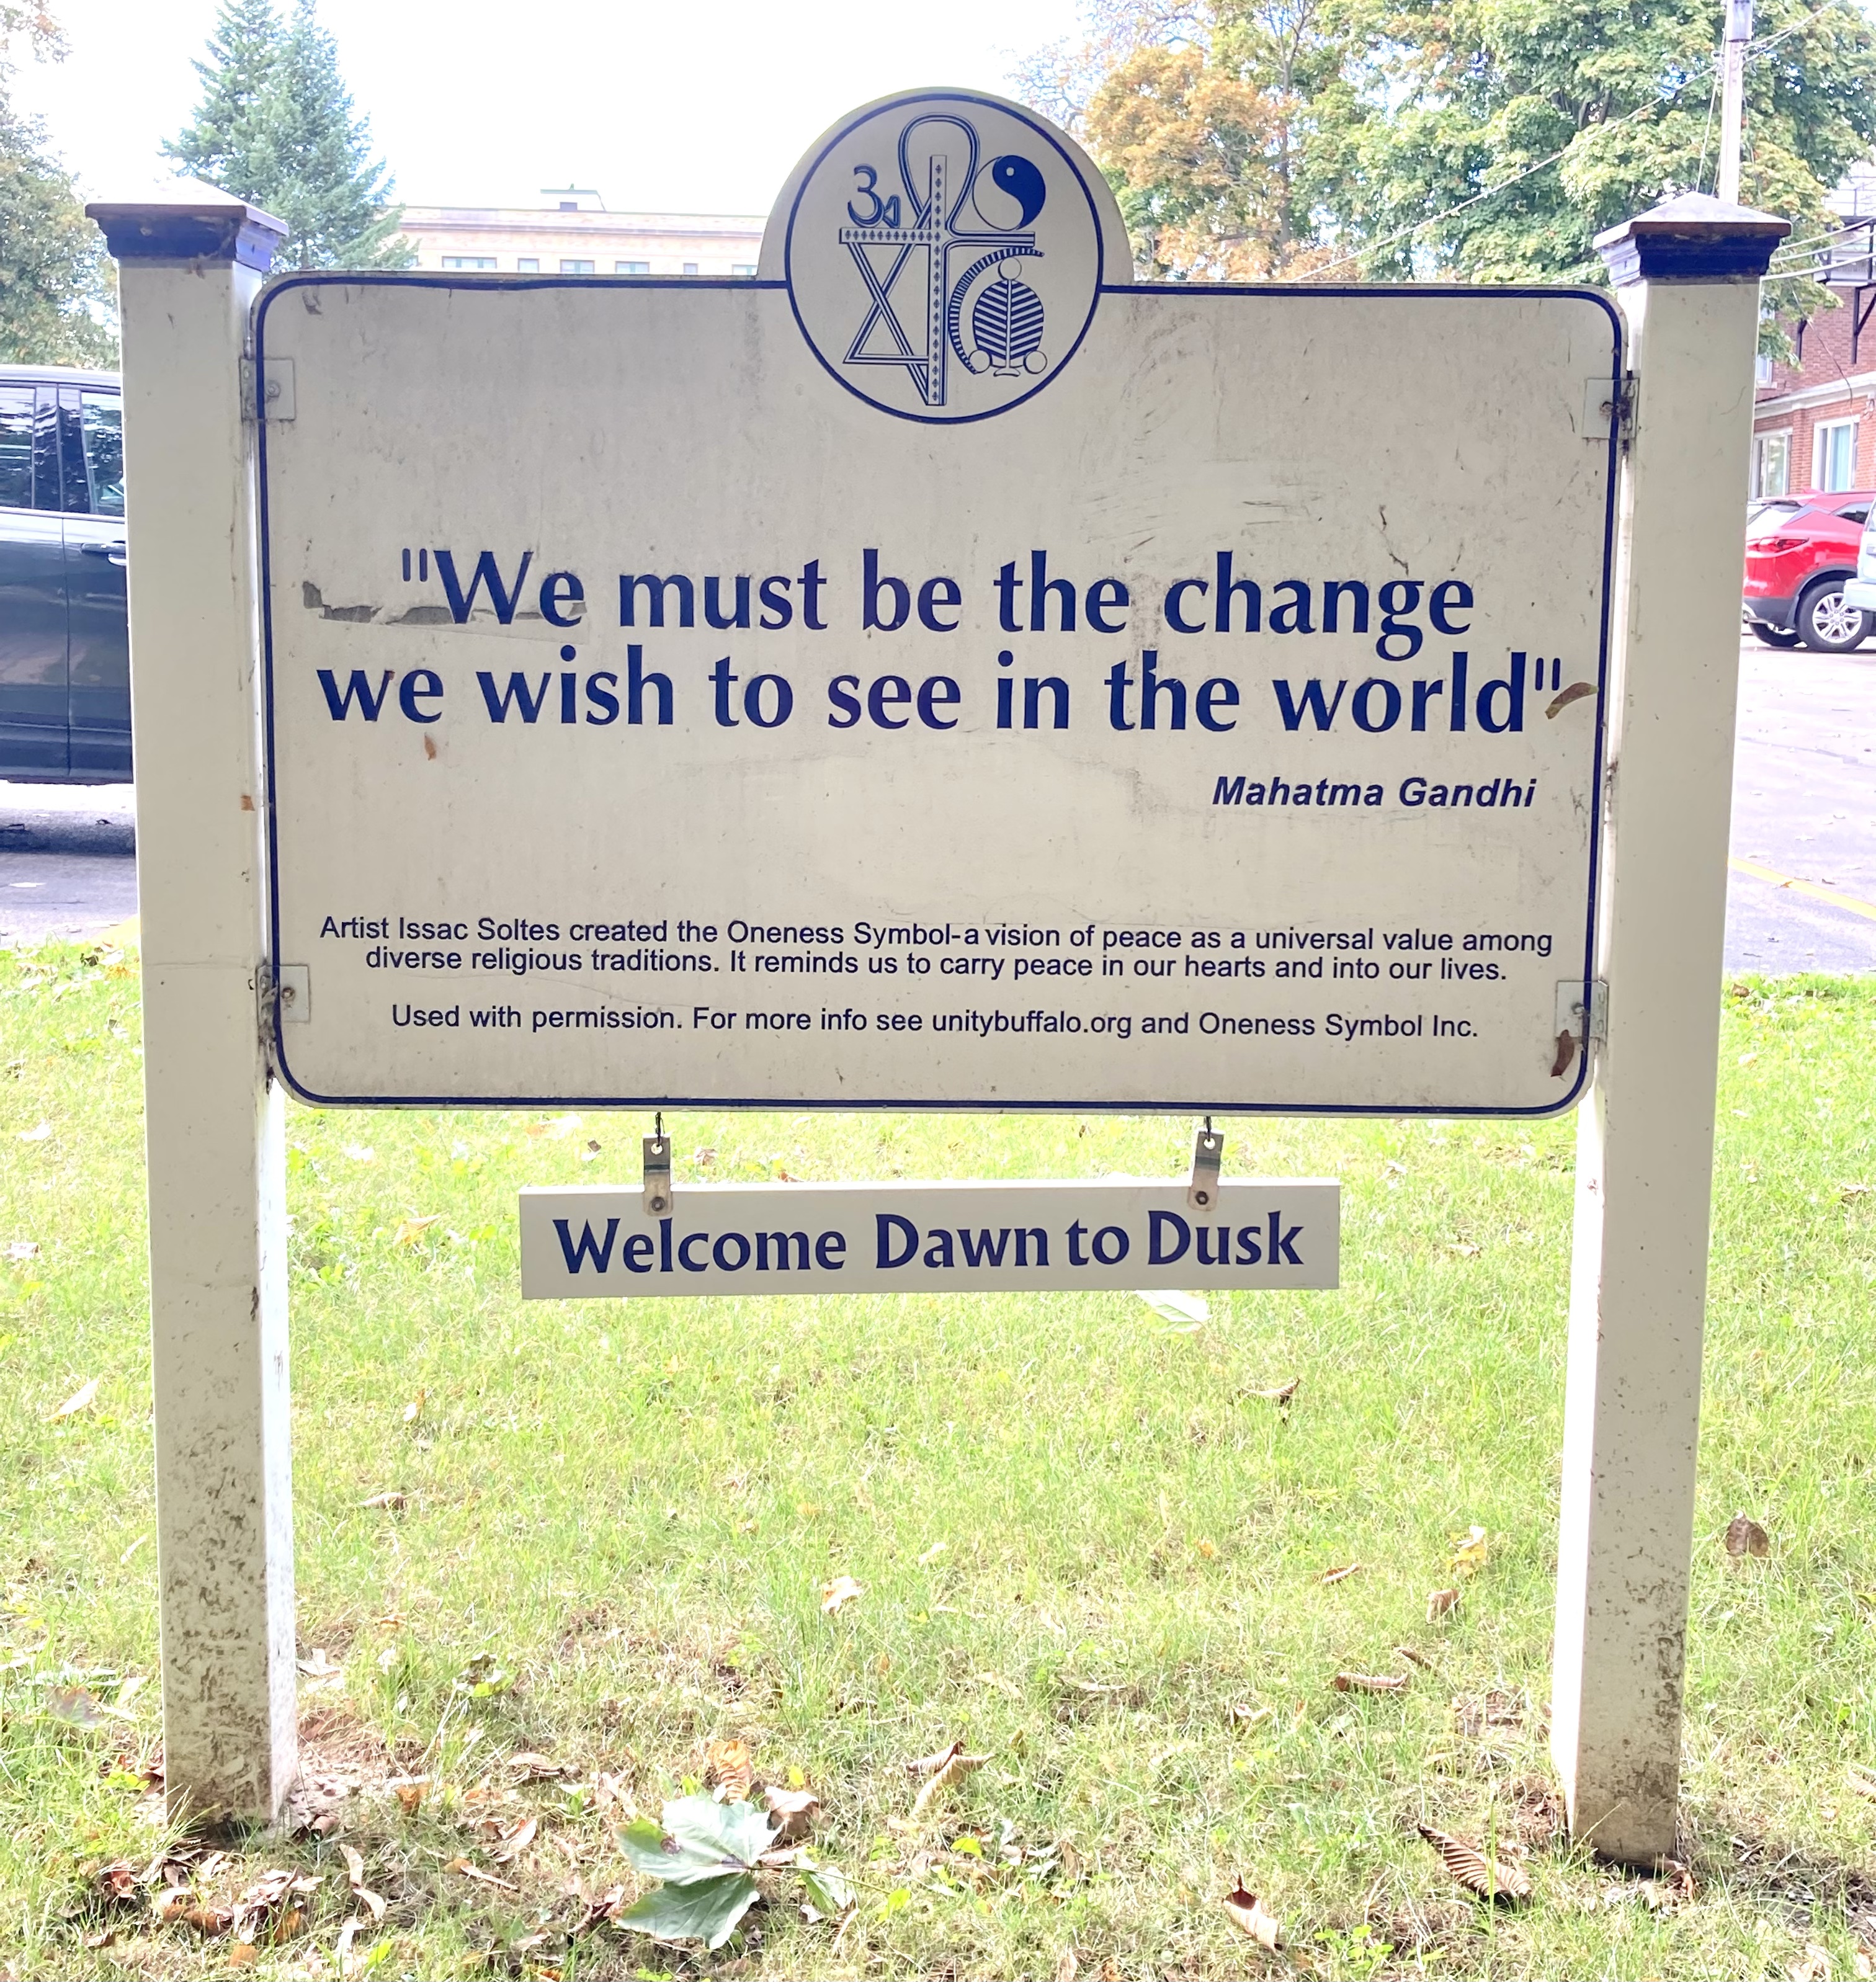 "We must be the change
we wish to see in the world"
Mahatma Gandhi
Artist Issac Soltes created the Oneness Symbol-a vision of peace as a universal value among
diverse religious traditions. It reminds us to carry peace in our hearts and into our lives.
Used with permission. For more info see unitybuffalo.org and Oneness Symbol Inc.
Welcome Dawn to Dusk